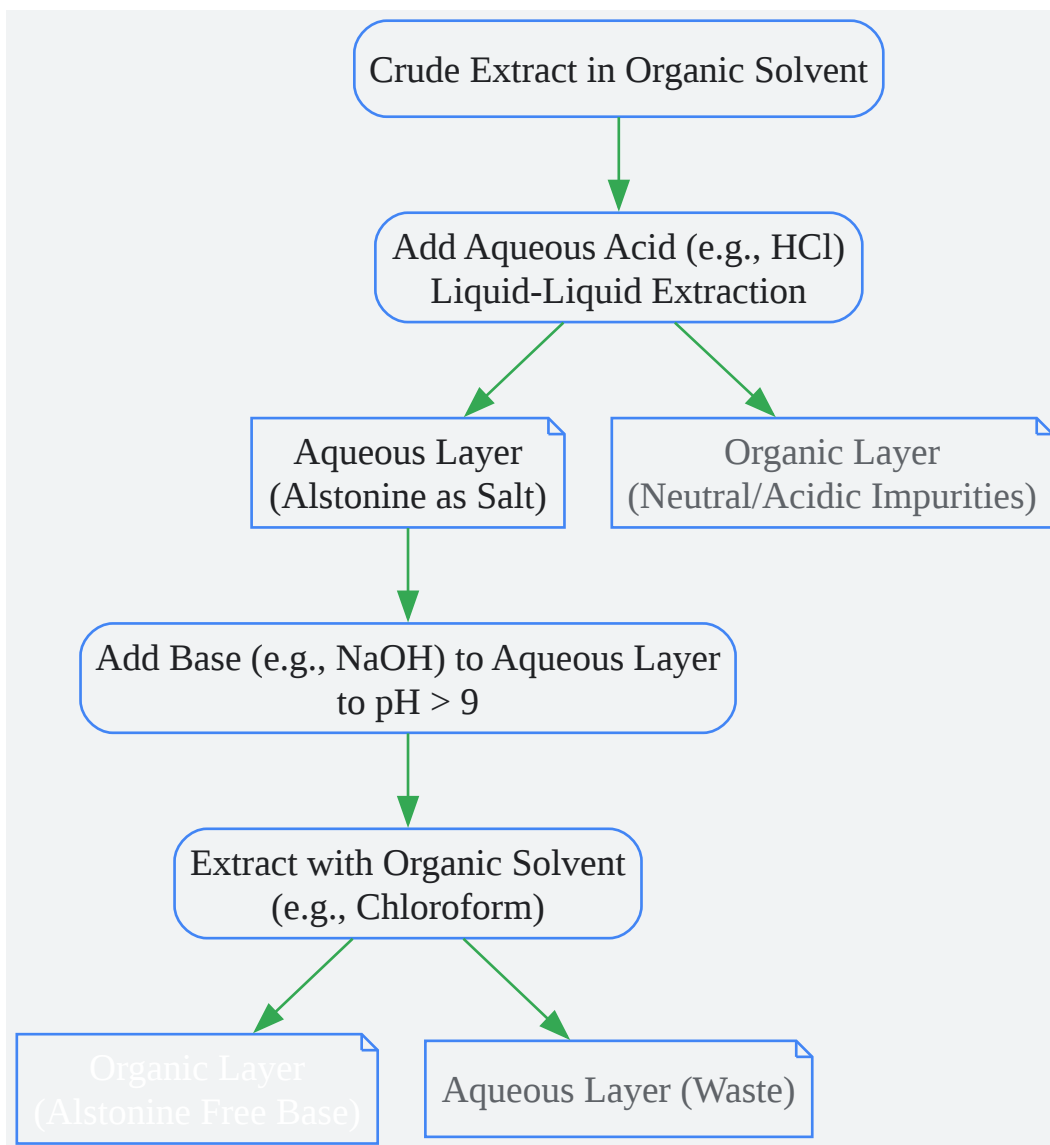 Crude Extract in Organic Solvent
Add Aqueous Acid (e.g., HCl)
Liquid-Liquid Extraction
Aqueous Layer
(Alstonine as Salt)
Organic Layer
(Neutral/Acidic Impurities)
Add Base (e.g., NaOH) to Aqueous Layer
to pH > 9
Extract with Organic Solvent
(e.g., Chloroform)
Organic Layer
(Alstonine Free Base)
Aqueous Layer (Waste)